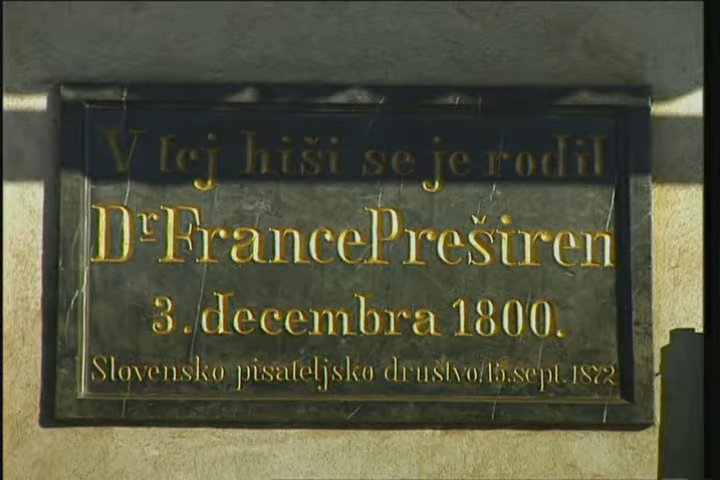 V tej hiši se je rodil
Dr France Preširen
3. decembra 1800.
Slovensko pisateljsko društvo, 15. sept. 1872